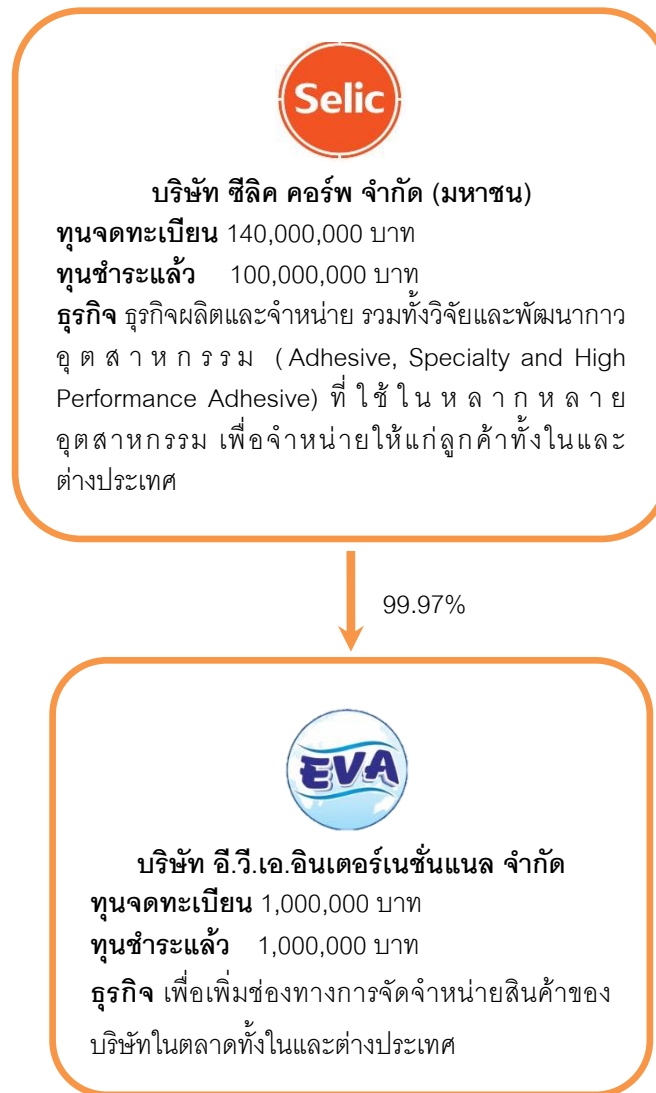 Selic
บริษัท ซีลิค คอร์พ จำกัด (มหาชน)
ทุนจดทะเบียน 140,000,000 บาท
ทุนชำระแล้ว 100,000,000 บาท
ธุรกิจ ธุรกิจผลิตและจำหน่าย รวมทั้งวิจัยและพัฒนากาว
อุตสาหกรรม (Adhesive, Specialty and High
Performance Adhesive) ที่ใช้ในหลากหลาย
อุตสาหกรรม เพื่อจำหน่ายให้แก่ลูกค้าทั้งในและ
ต่างประเทศ
99.97%
EVA
บริษัท อี.วี.เอ.อินเตอร์เนชั่นแนล จำกัด
ทุนจดทะเบียน 1,000,000 บาท
ทุนชำระแล้ว 1,000,000 บาท
ธุรกิจ เพื่อเพิ่มช่องทางการจัดจำหน่ายสินค้าของ
บริษัทในตลาดทั้งในและต่างประเทศ